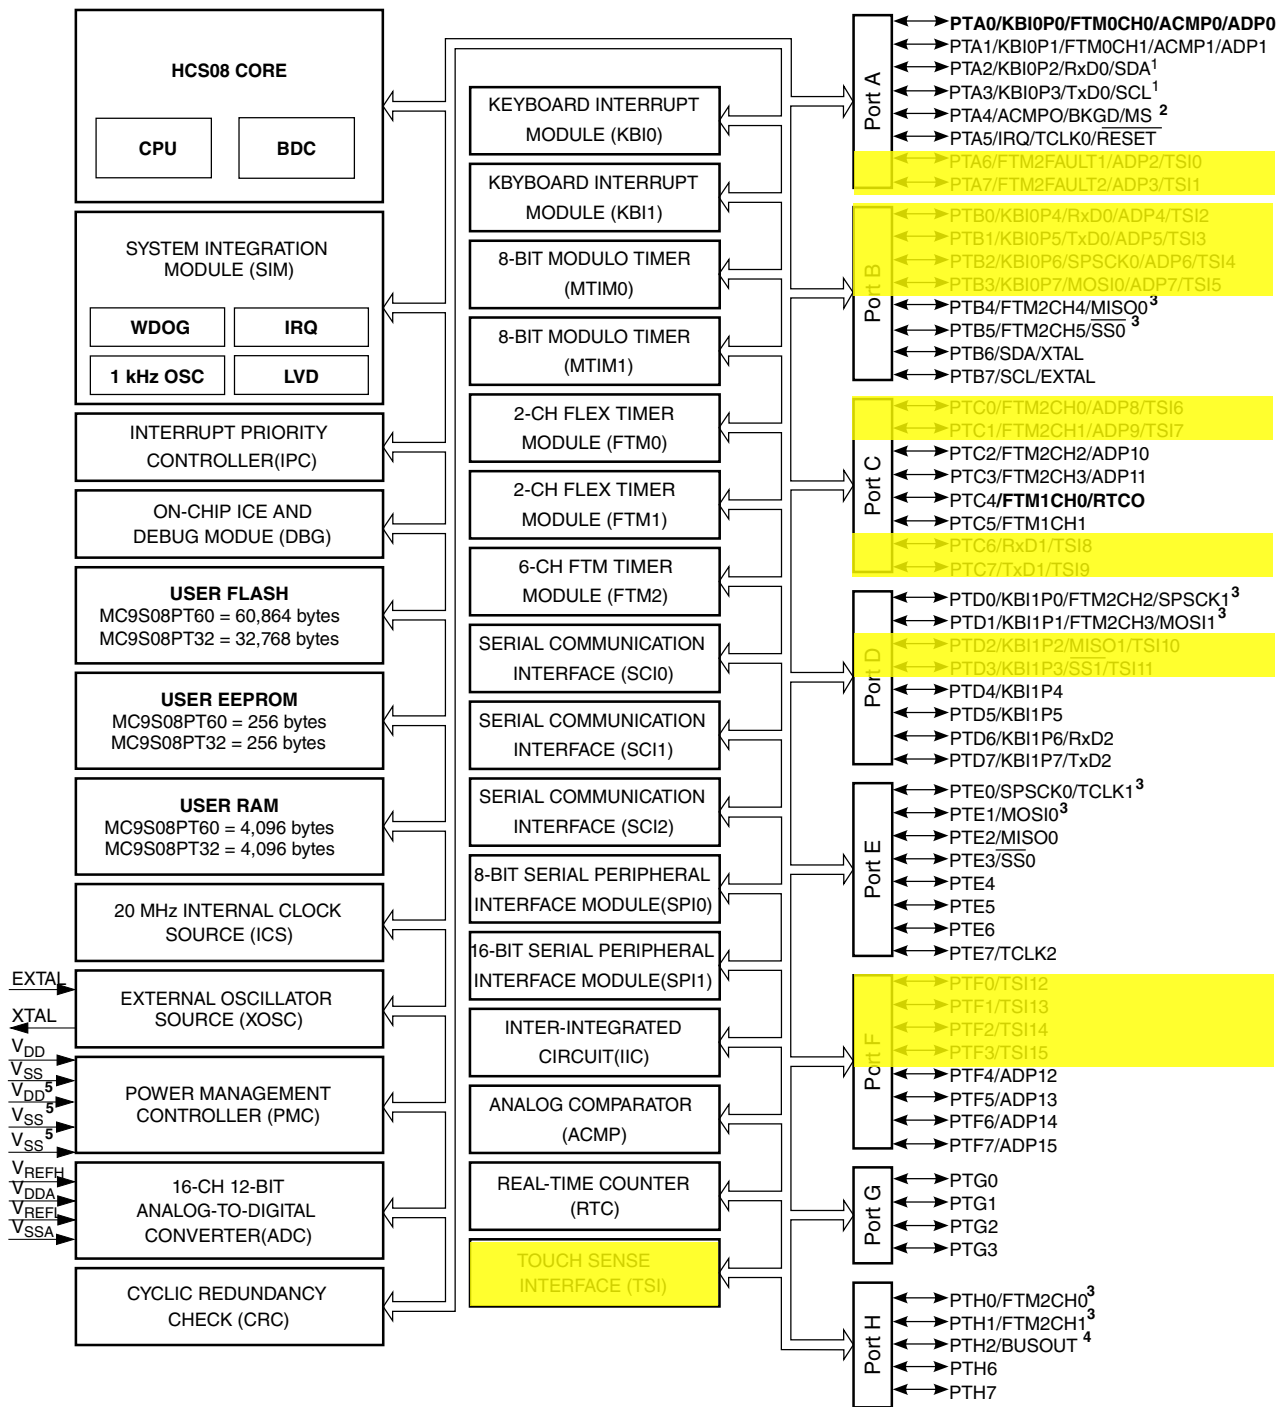 HCS08 CORE
CPU
BDC
SYSTEM INTEGRATION
MODULE (SIM)
WDOG
IRQ
1 kHz OSC
LVD
INTERRUPT PRIORITY
CONTROLLER(IPC)
ON-CHIP ICE AND
DEBUG MODUE (DBG)
USER FLASH
MC9S08PT60 = 60,864 bytes
MC9S08PT32 = 32,768 bytes
USER EEPROM
MC9S08PT60 = 256 bytes
MC9S08PT32 = 256 bytes
USER RAM
MC9S08PT60 = 4,096 bytes
MC9S08PT32 = 4,096 bytes
20 MHz INTERNAL CLOCK
SOURCE (ICS)
EXTAL
XTAL
EXTERNAL OSCILLATOR
SOURCE (XOSC)
VDD
VSS
VDD5
VSS5
VSS5
POWER MANAGEMENT
CONTROLLER (PMC)
VREFH
VDDA
VREFL
VSSA
16-CH 12-BIT
ANALOG-TO-DIGITAL
CONVERTER(ADC)
CYCLIC REDUNDANCY
CHECK (CRC)
KEYBOARD INTERRUPT
MODULE (KBI0)
KBYBOARD INTERRUPT
MODULE (KBI1)
8-BIT MODULO TIMER
(MTIM0)
8-BIT MODULO TIMER
(MTIM1)
2-CH FLEX TIMER
MODULE (FTM0)
2-CH FLEX TIMER
MODULE (FTM1)
6-CH FTM TIMER
MODULE (FTM2)
SERIAL COMMUNICATION
INTERFACE (SCI0)
SERIAL COMMUNICATION
INTERFACE (SCI1)
SERIAL COMMUNICATION
INTERFACE (SCI2)
8-BIT SERIAL PERIPHERAL
INTERFACE MODULE(SPI0)
16-BIT SERIAL PERIPHERAL
INTERFACE MODULE(SPI1)
INTER-INTEGRATED
CIRCUIT(IIC)
ANALOG COMPARATOR
(ACMP)
REAL-TIME COUNTER
(RTC)
TOUCH SENSE
INTERFACE (TSI)
Port A
PTA0/KBI0P0/FTM0CH0/ACMP0/ADP0
PTA1/KBI0P1/FTM0CH1/ACMP1/ADP1
PTA2/KBI0P2/RxD0/SDA1
PTA3/KBI0P3/TxD0/SCL1
PTA4/ACMPO/BKGD/MS 2
PTA5/IRQ/TCLK0/RESET
PTA6/FTM2FAULT1/ADP2/TSI0
PTA7/FTM2FAULT2/ADP3/TSI1
Port B
PTB0/KBI0P4/RxD0/ADP4/TSI2
PTB1/KBI0P5/TxD0/ADP5/TSI3
PTB2/KBI0P6/SPSCK0/ADP6/TSI4
PTB3/KBI0P7/MOSI0/ADP7/TSI5
PTB4/FTM2CH4/MISO0 3
PTB5/FTM2CH5/SS0 3
PTB6/SDA/XTAL
PTB7/SCL/EXTAL
Port C
PTC0/FTM2CH0/ADP8/TSI6
PTC1/FTM2CH1/ADP9/TSI7
PTC2/FTM2CH2/ADP10
PTC3/FTM2CH3/ADP11
PTC4/FTM1CH0/RTCO
PTC5/FTM1CH1
PTC6/RxD1/TSI8
PTC7/TxD1/TSI9
Port D
PTD0/KBI1P0/FTM2CH2/SPSCK1 3
PTD1/KBI1P1/FTM2CH3/MOSI1 3
PTD2/KBI1P2/MISO1/TSI10
PTD3/KBI1P3/SS1/TSI11
PTD4/KBI1P4
PTD5/KBI1P5
PTD6/KBI1P6/RxD2
PTD7/KBI1P7/TxD2
Port E
PTE0/SPSCK0/TCLK1 3
PTE1/MOSI0 3
PTE2/MISO0
PTE3/SS0
PTE4
PTE5
PTE6
PTE7/TCLK2
Port F
PTF0/TSI12
PTF1/TSI13
PTF2/TSI14
PTF3/TSI15
PTF4/ADP12
PTF5/ADP13
PTF6/ADP14
PTF7/ADP15
Port G
PTG0
PTG1
PTG2
PTG3
Port H
PTH0/FTM2CH0 3
PTH1/FTM2CH1 3
PTH2/BUSOUT 4
PTH6
PTH7